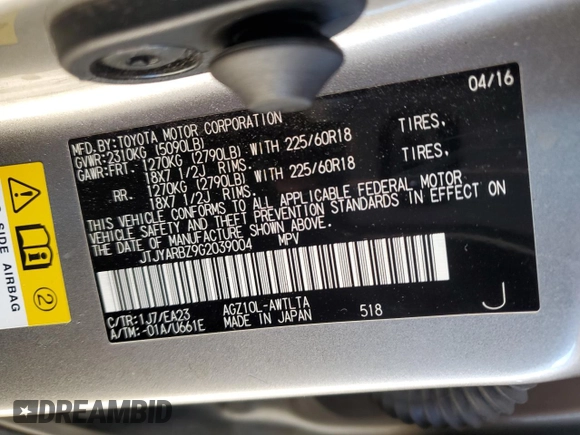 04/16
MFD.BY:TOYOTA MOTOR CORPORATION
GVWR:2310KG (5090LB)
GAWR:FRT. 1270KG (2790LB) WITH 225/60R18 TIRES,
18X7 1/2J RIMS.
RR. 1270KG (2790LB) WITH 225/60R18 TIRES,
18X7 1/2J RIMS.
THIS VEHICLE CONFORMS TO ALL APPLICABLE FEDERAL MOTOR
VEHICLE SAFETY AND THEFT PREVENTION STANDARDS IN EFFECT ON
THE DATE OF MANUFACTURE SHOWN ABOVE.
JTJYARBZ9G2039004 MPV
C/TR:1J7/EA23 AGZ10L-AWTLTA 518 J
A/TM:-01A/U661E MADE IN JAPAN
SIDE AIRBAG
2
DREAMBID